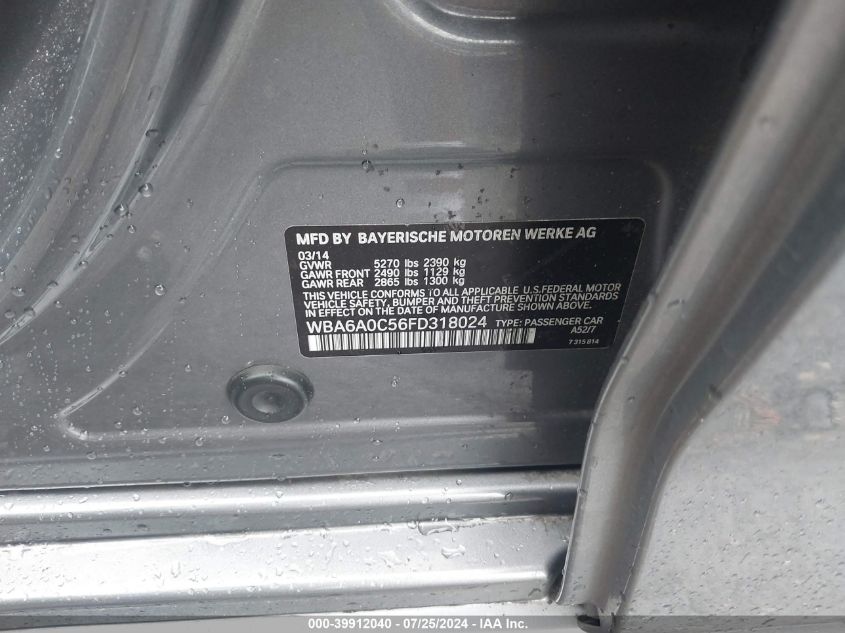 MFD BY BAYERISCHE MOTOREN WERKE AG
03/14
GVWR 5270 lbs 2390 kg
GAWR FRONT 2490 lbs 1129 kg
GAWR REAR 2865 lbs 1300 kg
THIS VEHICLE CONFORMS TO ALL APPLICABLE U.S.FEDERAL MOTOR
VEHICLE SAFETY, BUMPER, AND THEFT PREVENTION STANDARDS
IN EFFECT ON THE DATE OF MANUFACTURE SHOWN ABOVE.
WBA6A0C56FD318024 TYPE: PASSENGER CAR
A52/7
7315814
000-39912040 - 07/25/2024 - © IAA, Inc.